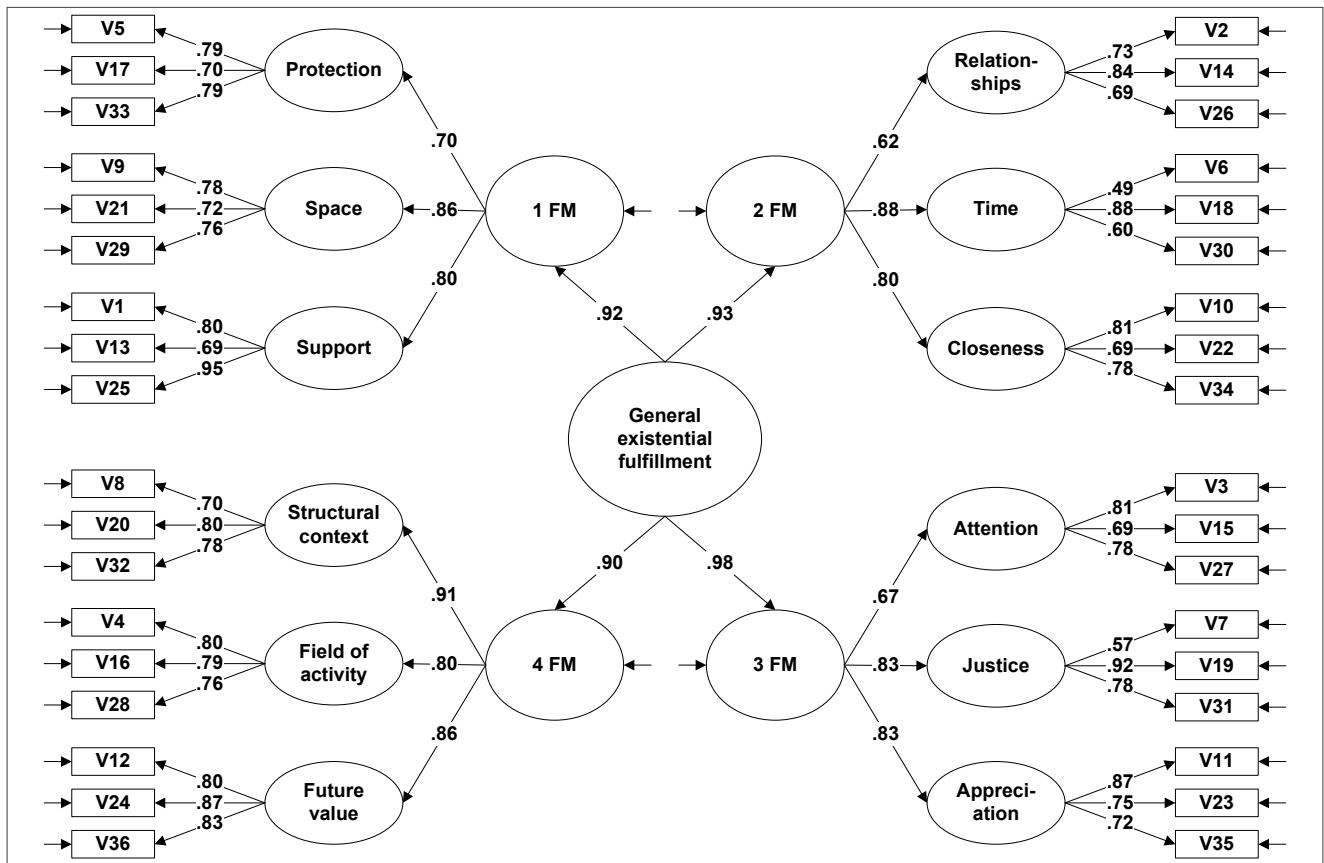 V5
.79
V17
.70
V33
.79
Protection
V9
.78
V21
.72
V29
.76
Space
V1
.80
V13
.69
V25
.95
Support
.70
.86
.80
1 FM
V2
.73
V14
.84
V26
.69
Relation-
ships
V6
.49
V18
.88
V30
.60
Time
V10
.81
V22
.69
V34
.78
Closeness
.62
.88
.80
2 FM
.92
.93
General
existential
fulfillment
.90
.98
V8
.70
V20
.80
V32
.78
Structural
context
V4
.80
V16
.79
V28
.76
Field of
activity
V12
.80
V24
.87
V36
.83
Future
value
.91
.80
.86
4 FM
V3
.81
V15
.69
V27
.78
Attention
V7
.57
V19
.92
V31
.78
Justice
V11
.87
V23
.75
V35
.72
Appreci-
ation
.67
.83
.83
3 FM